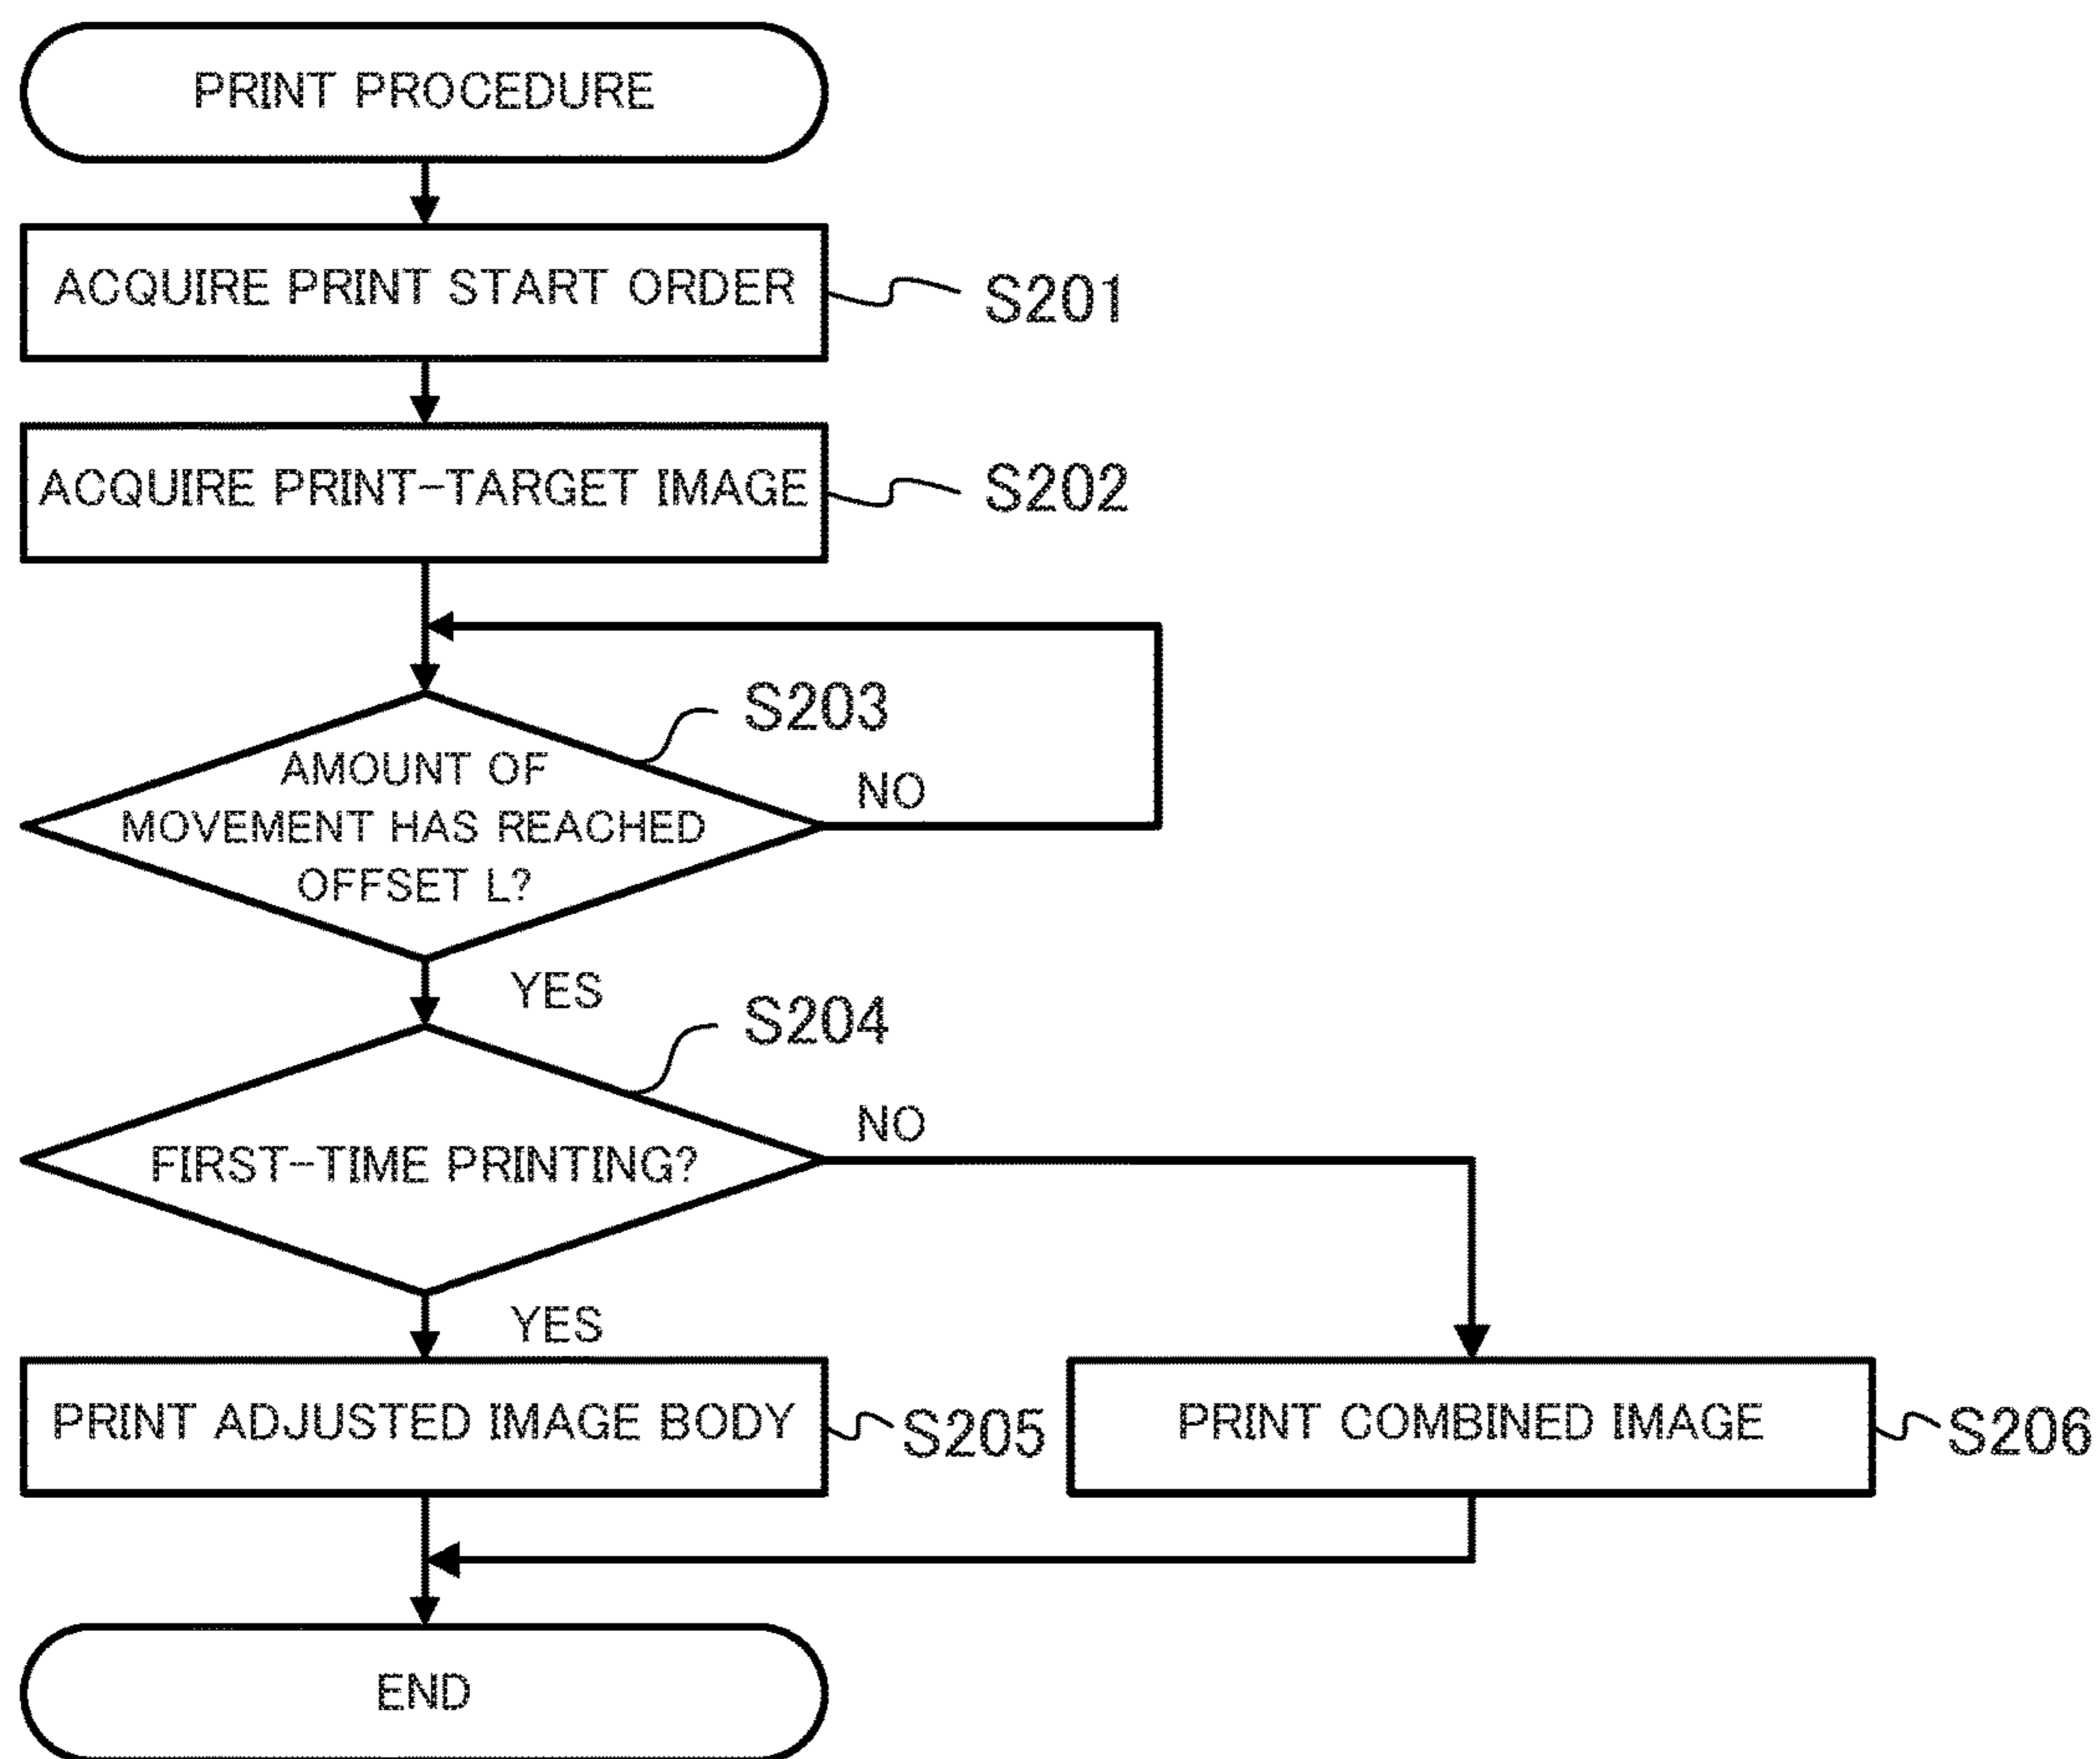 PRINT PROCEDURE
ACQUIRE PRINT START ORDER
S201
ACQUIRE PRINT-TARGET IMAGE
S202
S203
AMOUNT OF
MOVEMENT HAS REACHED
OFFSET L?
NO
YES
S204
FIRST-TIME PRINTING?
NO
YES
PRINT ADJUSTED IMAGE BODY
S205
PRINT COMBINED IMAGE
S206
END